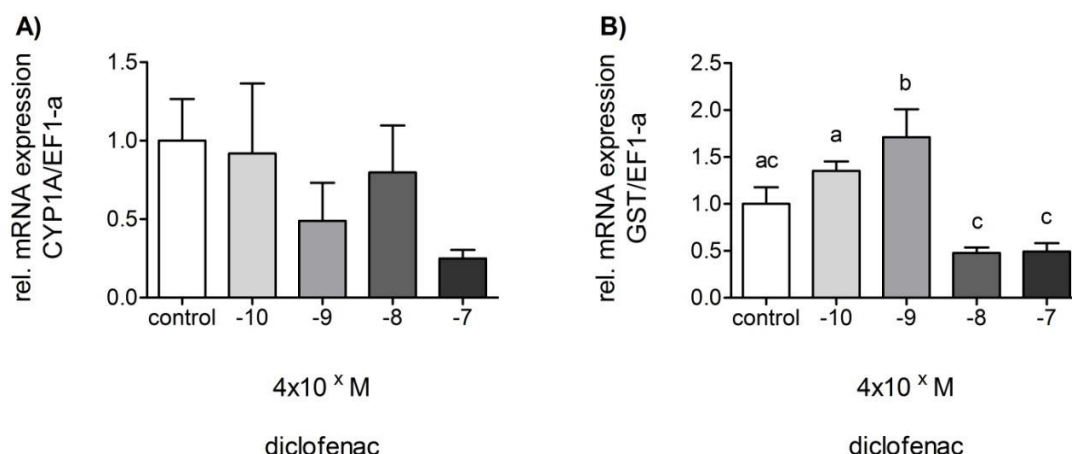 A)
rel. mRNA expression
CYP1A/EF1-a
1.5
1.0
0.5
0.0
control -10 -9 -8 -7
4x10 ˣ M
diclofenac
B)
rel. mRNA expression
GST/EF1-a
2.5
2.0
1.5
1.0
0.5
0.0
ac a b c c
control -10 -9 -8 -7
4x10 ˣ M
diclofenac